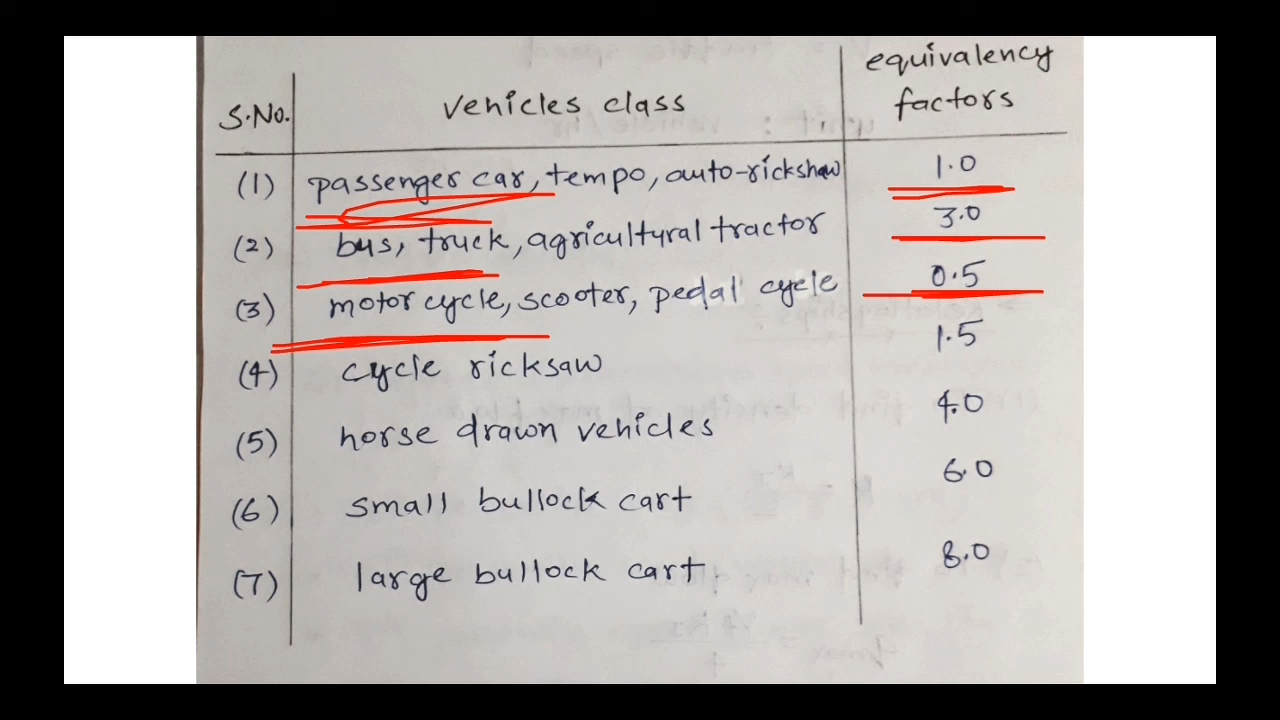 S.No. vehicles class equivalency factors
(1) passenger car, tempo, auto-rickshaw 1.0
(2) bus, truck, agricultural tractor 3.0
(3) motor cycle, scooter, pedal cycle 0.5
(4) cycle ricksaw 1.5
(5) horse drawn vehicles 4.0
(6) small bullock cart 6.0
(7) large bullock cart 8.0